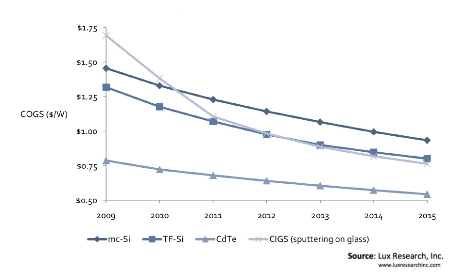 $1.75
$1.50
$1.25
COGS ($/W)
$1.00
$0.75
$0.50
2009 2010 2011 2012 2013 2014 2015
mc-Si TF-Si CdTe CIGS (sputtering on glass)
Source: Lux Research, Inc.
www.luxresearchinc.com